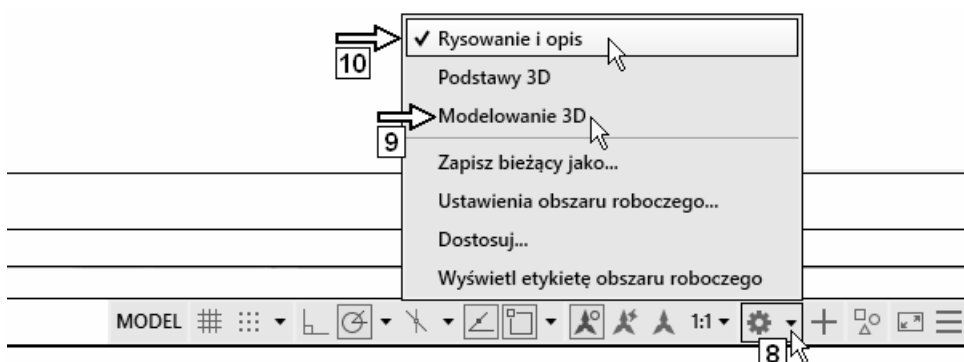 10
✓ Rysowanie i opis
Podstawy 3D
9
Modelowanie 3D
Zapisz bieżący jako...
Ustawienia obszaru roboczego...
Dostosuj...
Wyświetl etykietę obszaru roboczego
MODEL 1:1
8